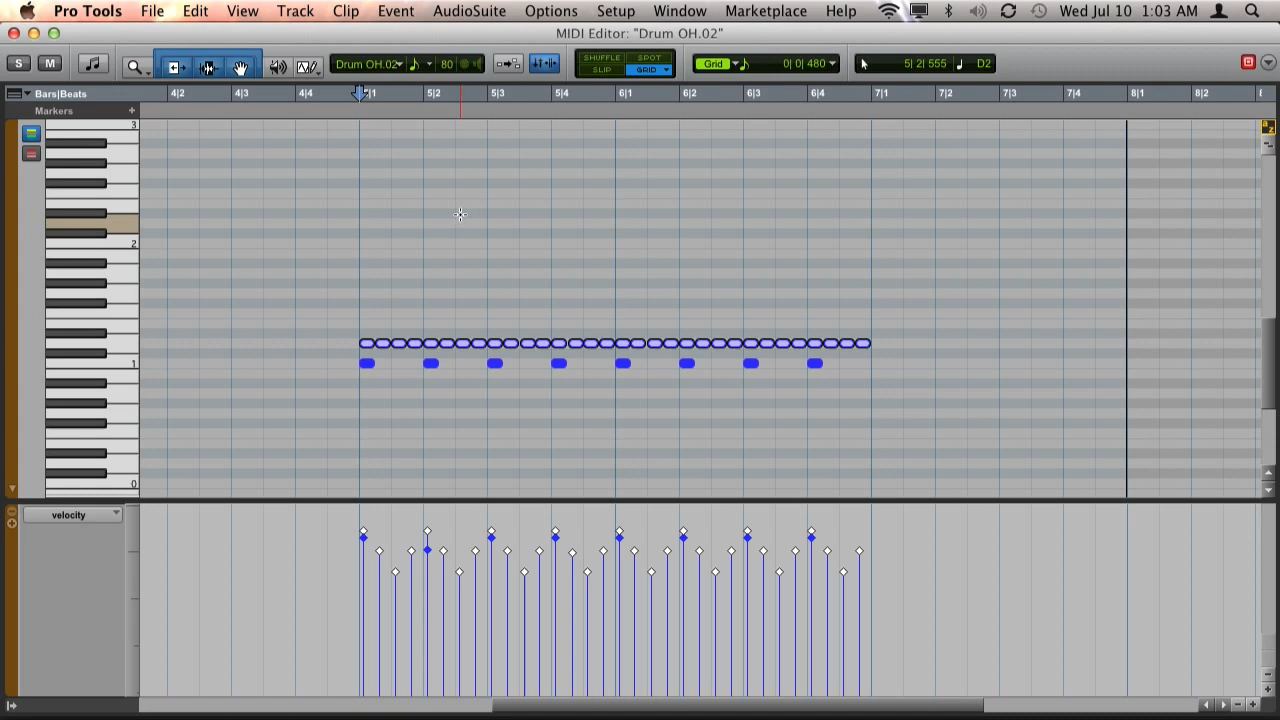 Pro Tools File Edit View Track Clip Event AudioSuite Options Setup Window Marketplace Help Wed Jul 10 1:03 AM
MIDI Editor: "Drum OH.02"
S M Drum OH.02 80 SHUFFLE SPOT SLIP GRID Grid 0| 0| 480 5| 2| 555 D2
Bars|Beats 4|2 4|3 4|4 |1 5|2 5|3 5|4 6|1 6|2 6|3 6|4 7|1 7|2 7|3 7|4 8|1 8|2
Markers +
3
a z
2
1
0
velocity